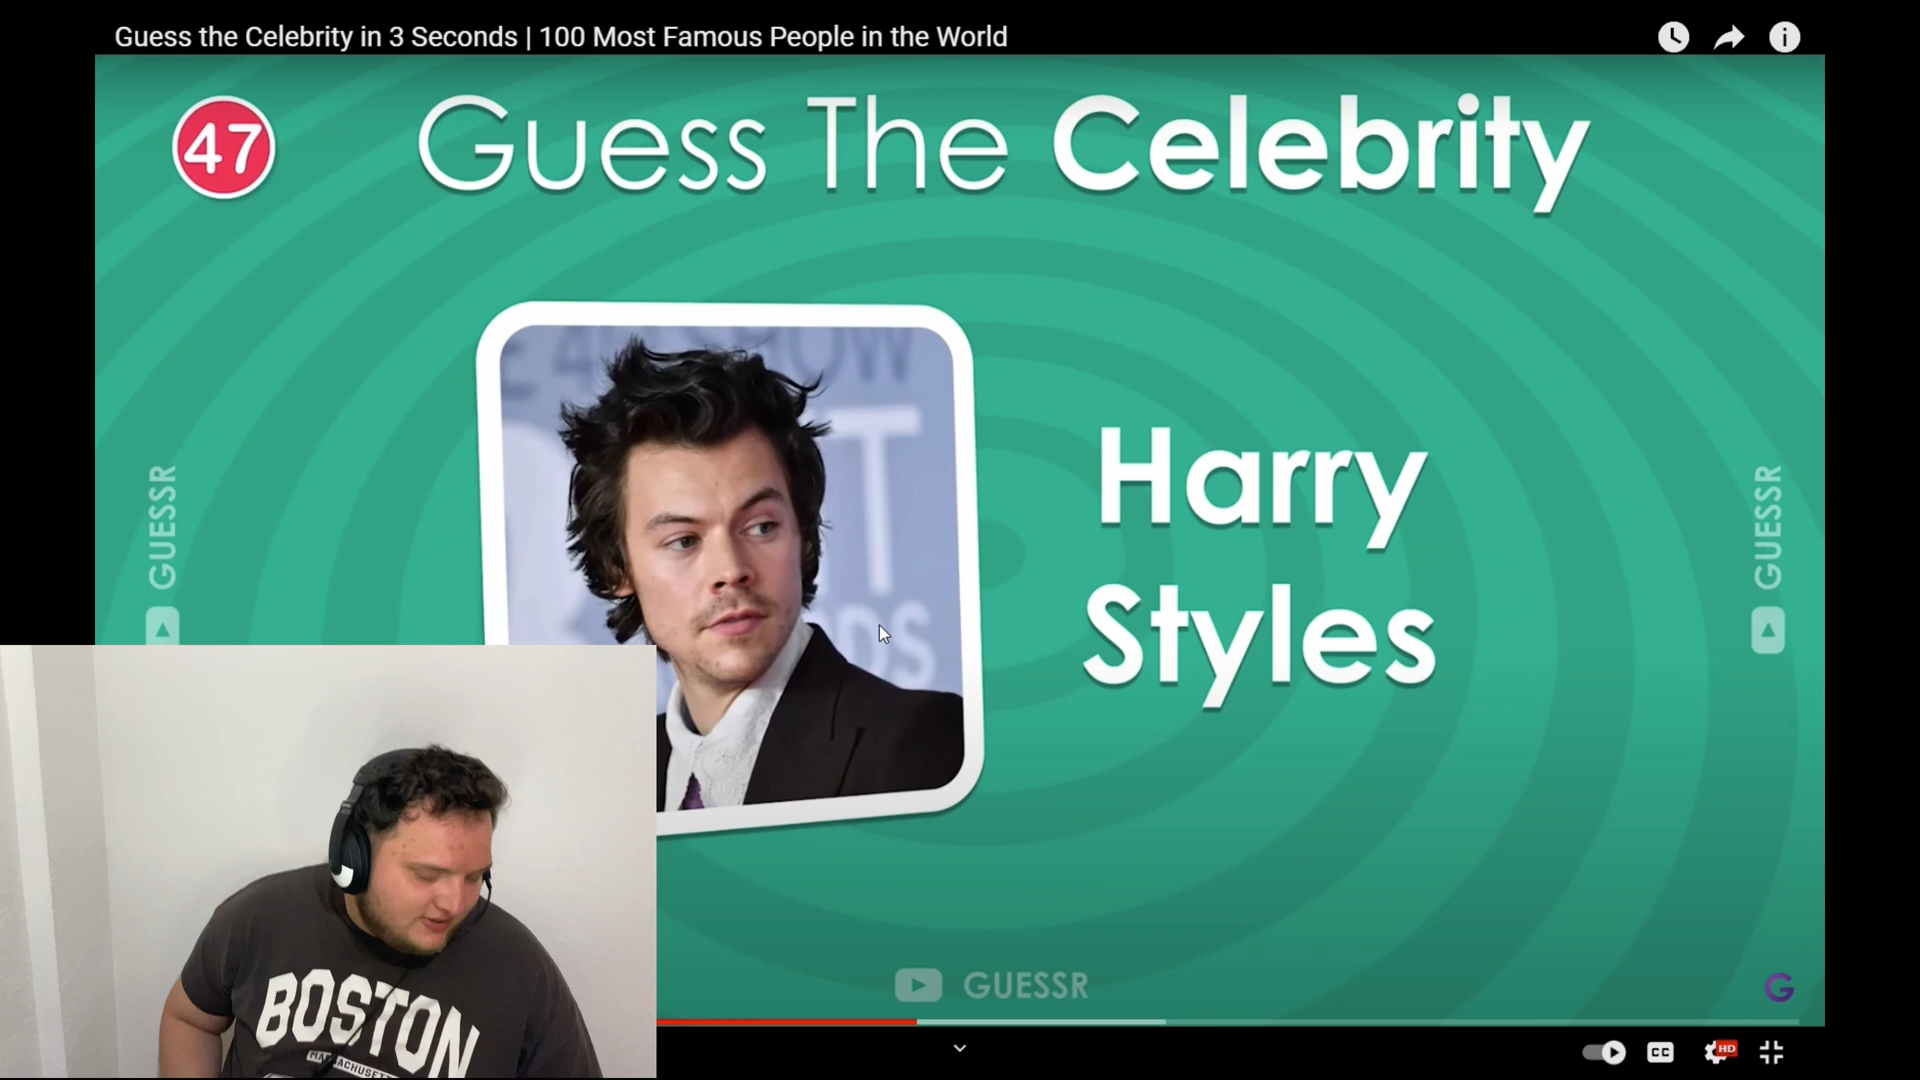 Guess the Celebrity in 3 Seconds | 100 Most Famous People in the World
47
Guess The Celebrity
Harry
Styles
GUESSR
GUESSR
BOSTON
GUESSR
G
CC
HD